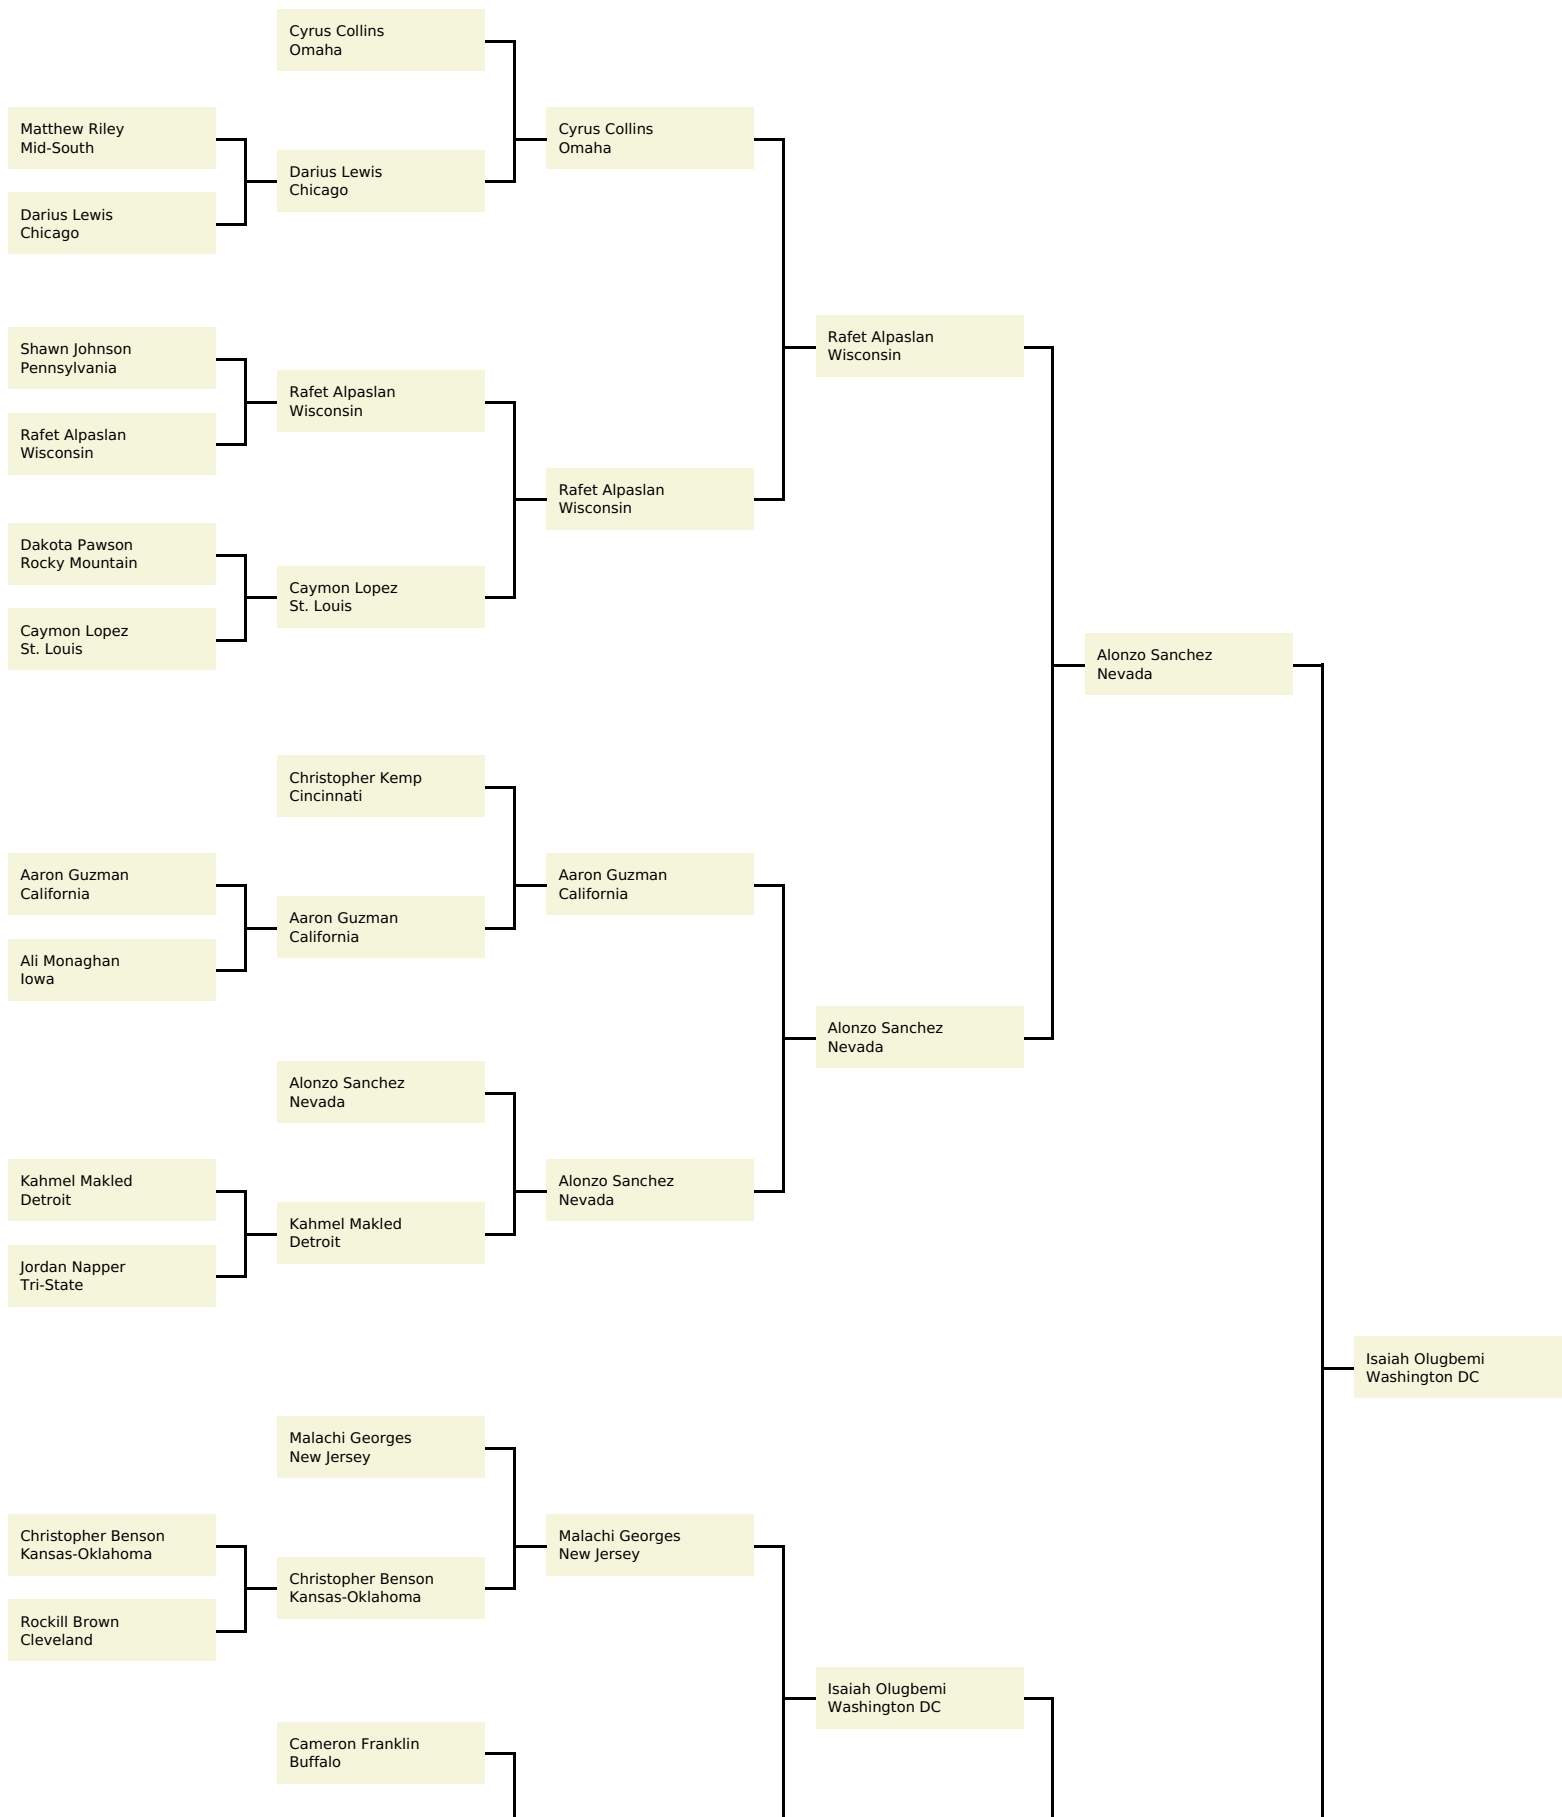 Cyrus Collins
Omaha
Matthew Riley
Mid-South
Cyrus Collins
Omaha
Darius Lewis
Chicago
Darius Lewis
Chicago
Rafet Alpaslan
Wisconsin
Shawn Johnson
Pennsylvania
Rafet Alpaslan
Wisconsin
Rafet Alpaslan
Wisconsin
Rafet Alpaslan
Wisconsin
Dakota Pawson
Rocky Mountain
Caymon Lopez
St. Louis
Caymon Lopez
St. Louis
Alonzo Sanchez
Nevada
Christopher Kemp
Cincinnati
Aaron Guzman
California
Aaron Guzman
California
Aaron Guzman
California
Ali Monaghan
Iowa
Alonzo Sanchez
Nevada
Alonzo Sanchez
Nevada
Kahmel Makled
Detroit
Alonzo Sanchez
Nevada
Kahmel Makled
Detroit
Jordan Napper
Tri-State
Isaiah Olugbemi
Washington DC
Malachi Georges
New Jersey
Christopher Benson
Kansas-Oklahoma
Malachi Georges
New Jersey
Christopher Benson
Kansas-Oklahoma
Rockill Brown
Cleveland
Isaiah Olugbemi
Washington DC
Cameron Franklin
Buffalo